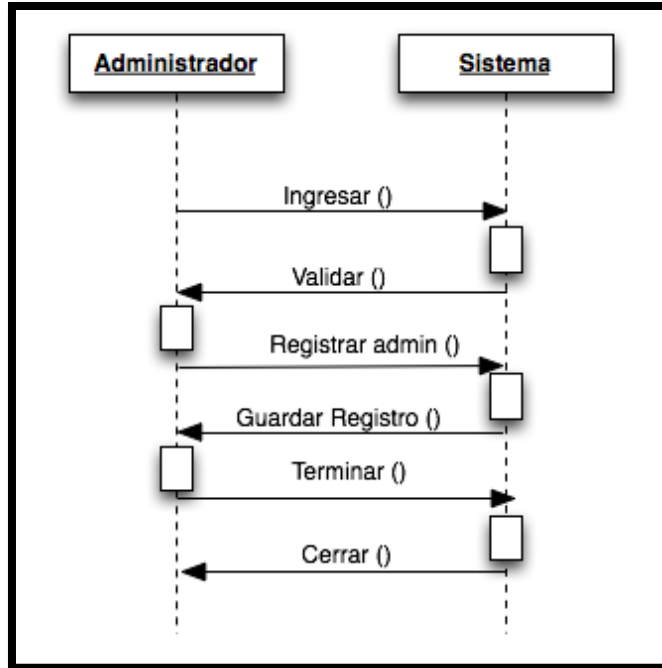 Administrador
Sistema
Ingresar ()
Validar ()
Registrar admin ()
Guardar Registro ()
Terminar ()
Cerrar ()